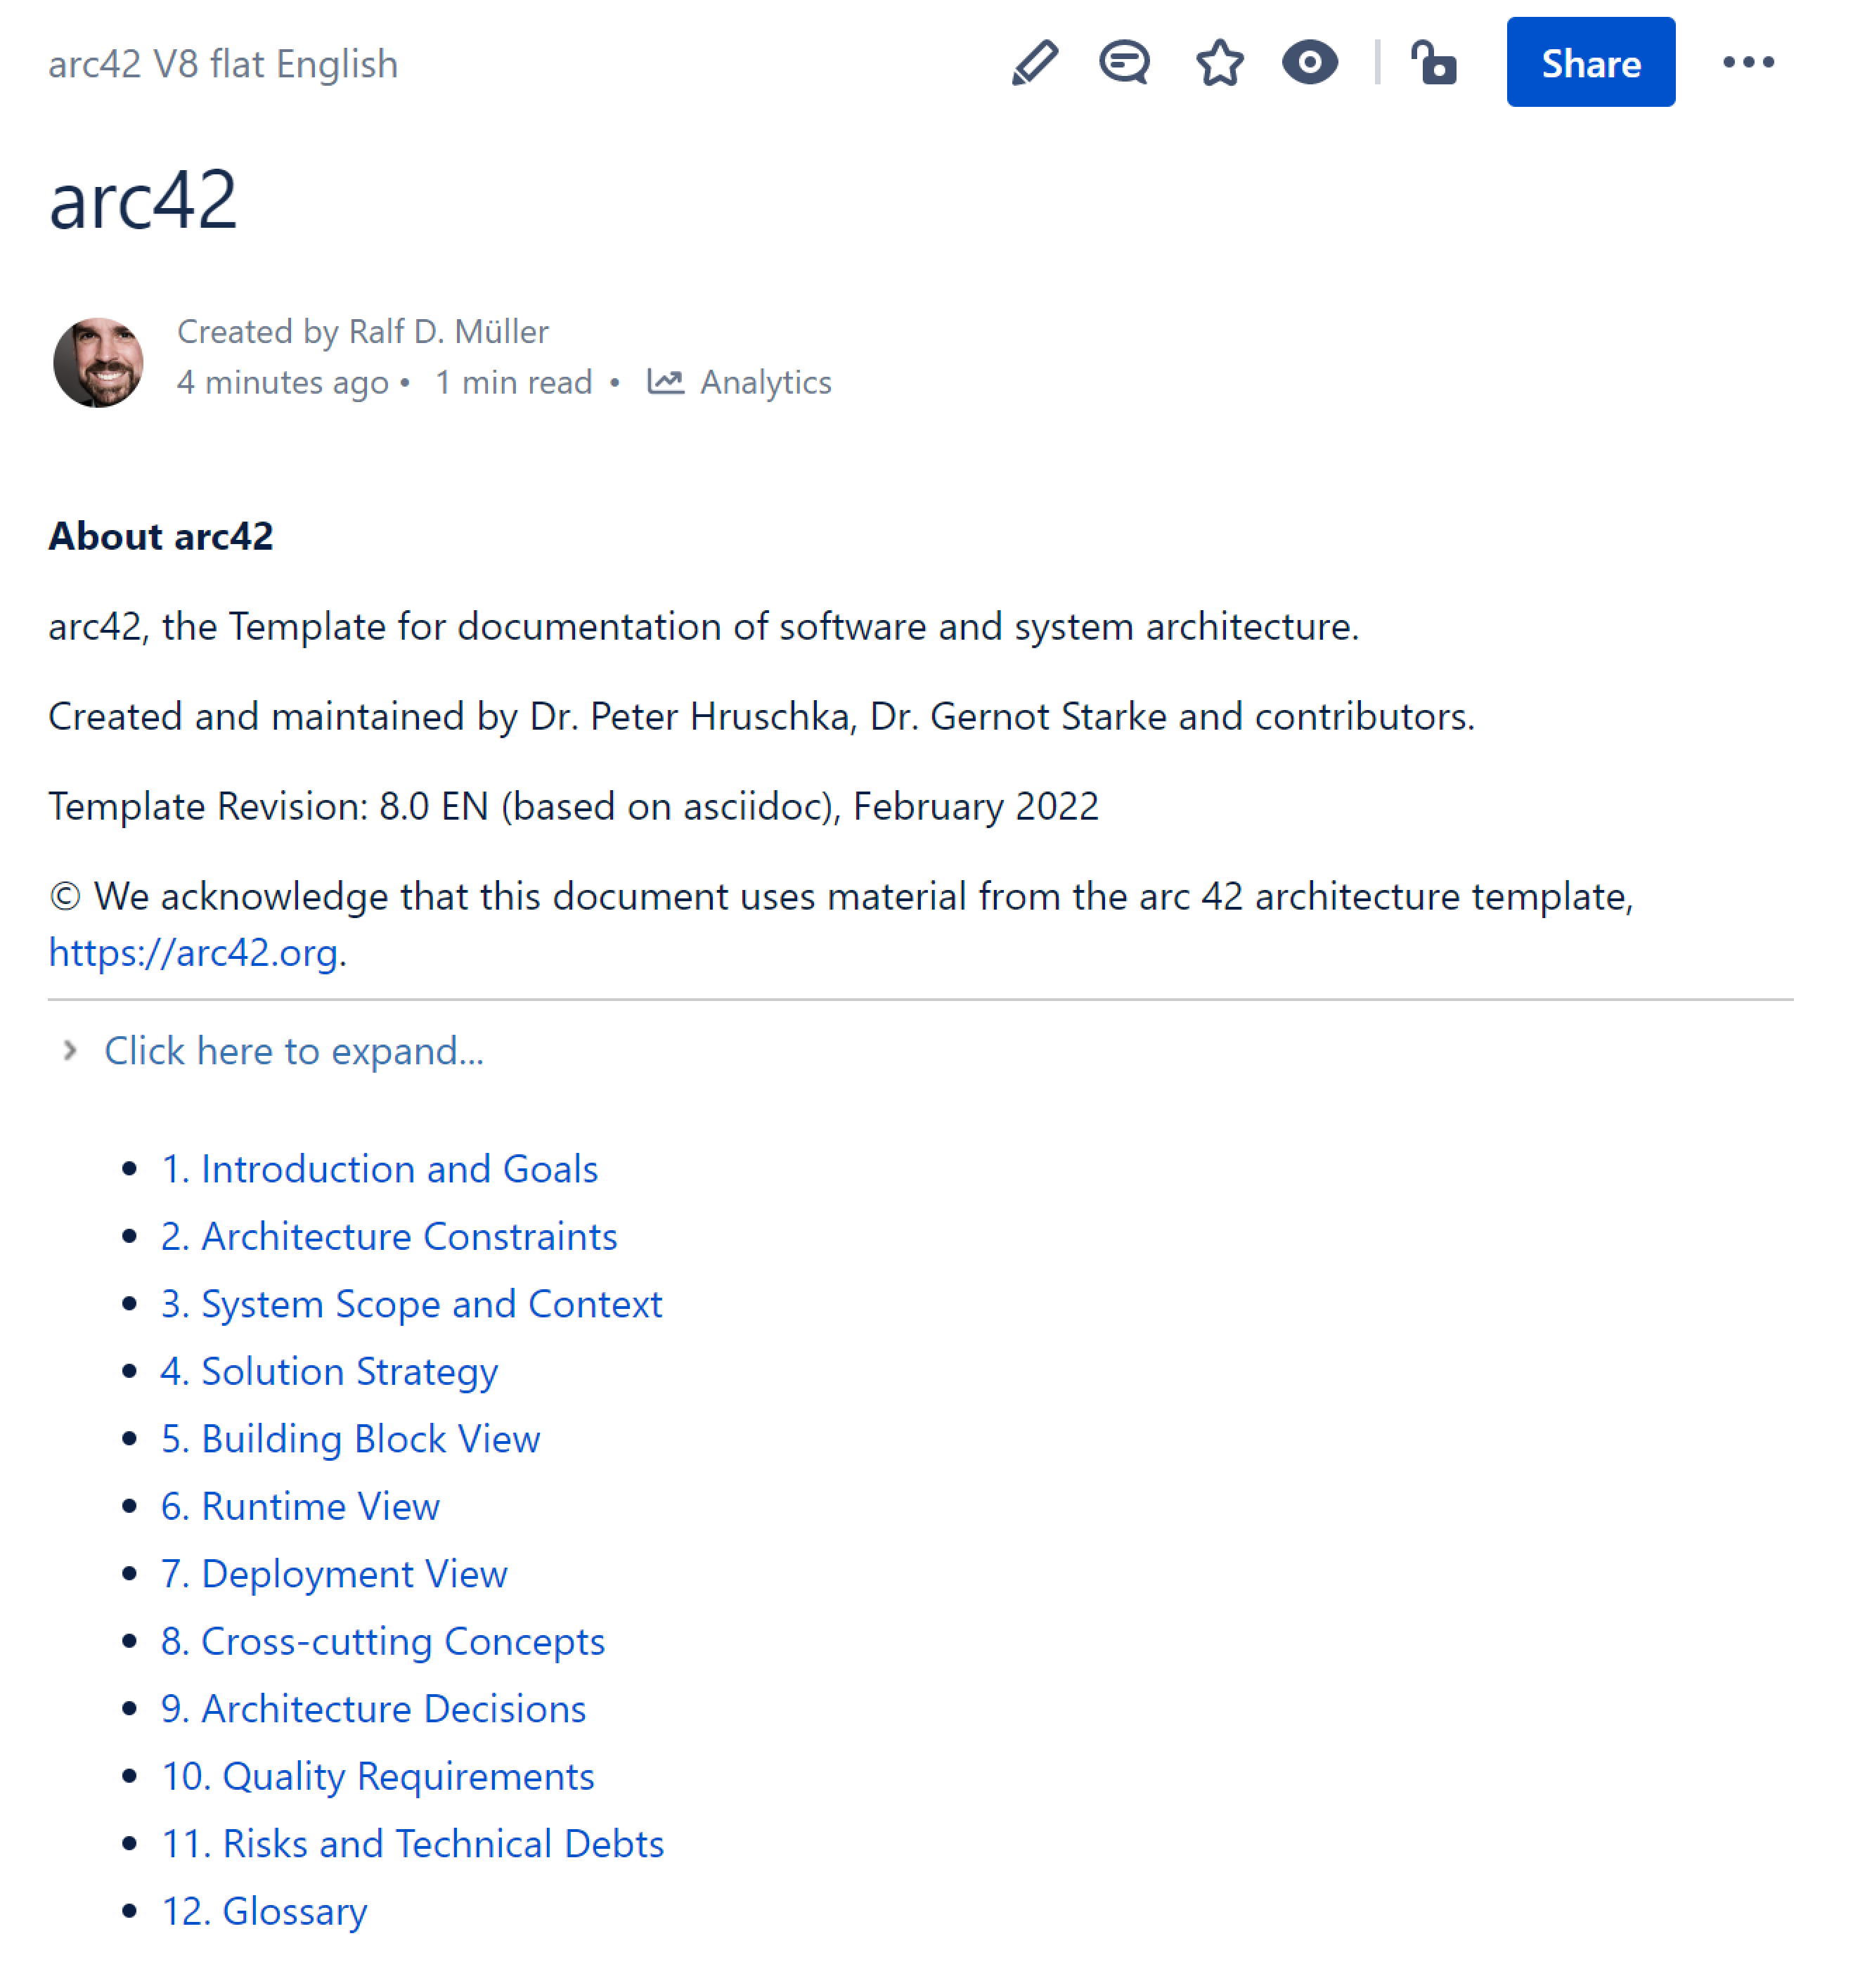 arc42 V8 flat English
Share
arc42
Created by Ralf D. Müller
4 minutes ago • 1 min read • Analytics
About arc42
arc42, the Template for documentation of software and system architecture.
Created and maintained by Dr. Peter Hruschka, Dr. Gernot Starke and contributors.
Template Revision: 8.0 EN (based on asciidoc), February 2022
© We acknowledge that this document uses material from the arc 42 architecture template,
https://arc42.org.
Click here to expand...
• 1. Introduction and Goals
• 2. Architecture Constraints
• 3. System Scope and Context
• 4. Solution Strategy
• 5. Building Block View
• 6. Runtime View
• 7. Deployment View
• 8. Cross-cutting Concepts
• 9. Architecture Decisions
• 10. Quality Requirements
• 11. Risks and Technical Debts
• 12. Glossary